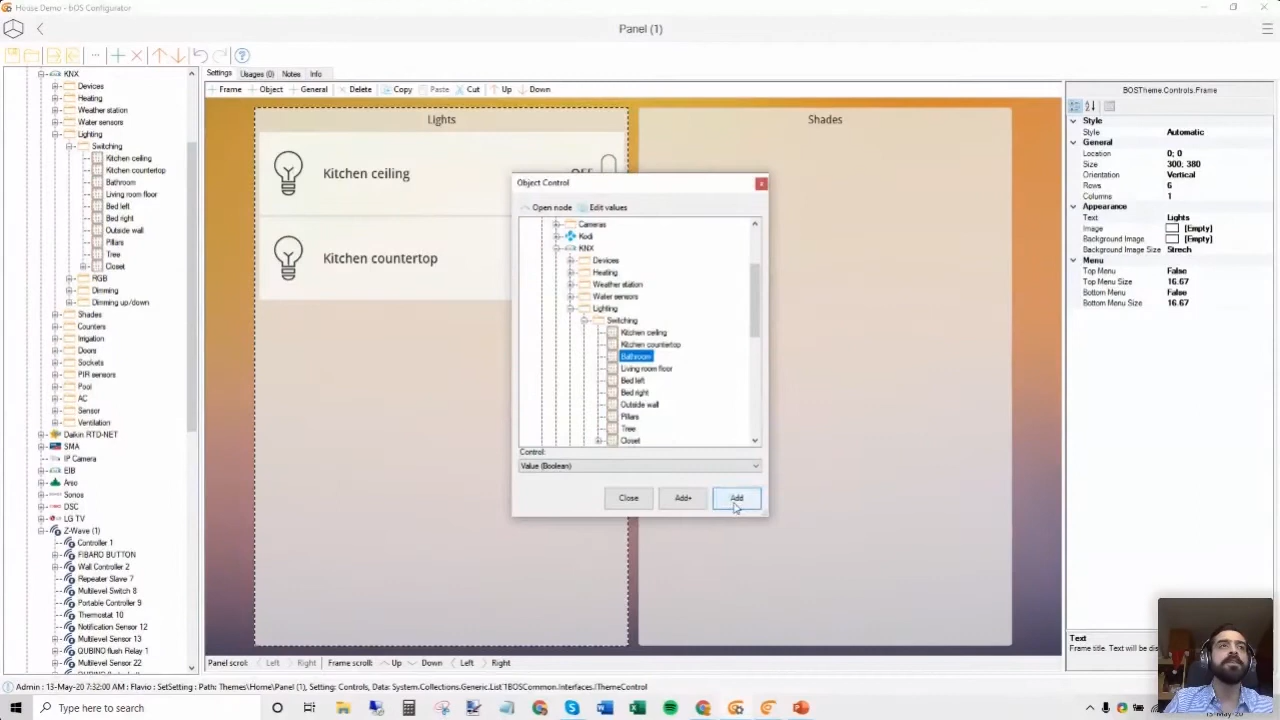 House Demo - bOS Configurator
Panel (1)
Settings Usages (0) Notes Info
Frame Object General Delete Copy Paste Cut Up Down
KNX
Devices
Heating
Weather station
Water sensors
Lighting
Switching
Kitchen ceiling
Kitchen countertop
Bathroom
Living room floor
Bed left
Bed right
Outside wall
Pillars
Tree
Closet
RGB
Dimming
Dimming up/down
Shades
Counters
Irrigation
Doors
Sockets
PIR sensors
Pool
AC
Sensor
Ventilation
Daikin RTD-NET
SMA
IP Camera
EIB
Arso
Sonos
DSC
LG TV
Z-Wave (1)
Controller 1
FIBARO BUTTON
Wall Controller 2
Repeater Slave 7
Multilevel Switch 8
Portable Controller 9
Thermostat 10
Notification Sensor 12
Multilevel Sensor 13
QUBINO flush Relay 1
Multilevel Sensor 22
Lights
Kitchen ceiling
Kitchen countertop
Shades
Object Control
Open node Edit values
Cameras
Kodi
KNX
Devices
Heating
Weather station
Water sensors
Lighting
Switching
Kitchen ceiling
Kitchen countertop
Bathroom
Living room floor
Bed left
Bed right
Outside wall
Pillars
Tree
Closet
Control:
Value (Boolean)
Close Add+ Add
BOSTheme.Controls.Frame
Style
Style Automatic
General
Location 0; 0
Size 300; 380
Orientation Vertical
Rows 6
Columns 1
Appearance
Text Lights
Image [Empty]
Background Image [Empty]
Background Image Size Strech
Menu
Top Menu False
Top Menu Size 16.67
Bottom Menu False
Bottom Menu Size 16.67
Text
Frame title. Text will be
Panel scroll: Left Right Frame scroll: Up Down Left Right
Admin : 13-May-20 7:32:00 AM : Flavio : SetSetting : Path: Themes\Home\Panel (1), Setting: Controls, Data: System.Collections.Generic.List`1BOSCommon.Interfaces.IThemeControl
Type here to search